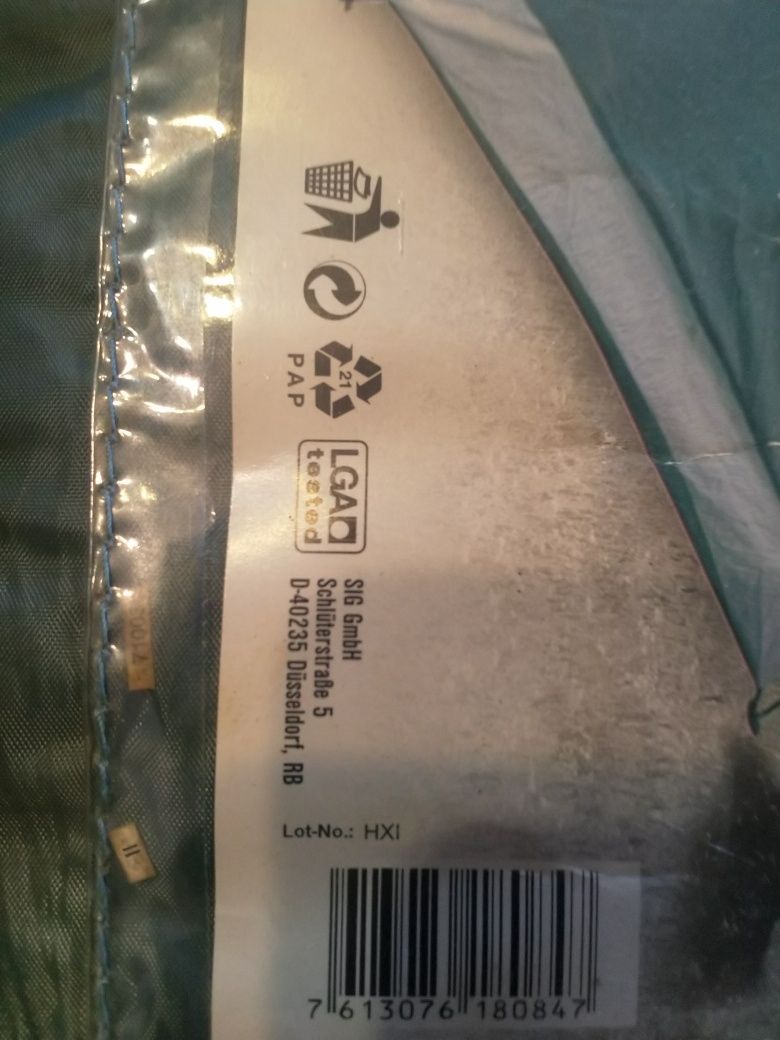 21
PAP
LGA
tested
SIG GmbH
Schlüterstraße 5
D-40235 Düsseldorf, RB
Lot-No.: HXI
7 613076 180847